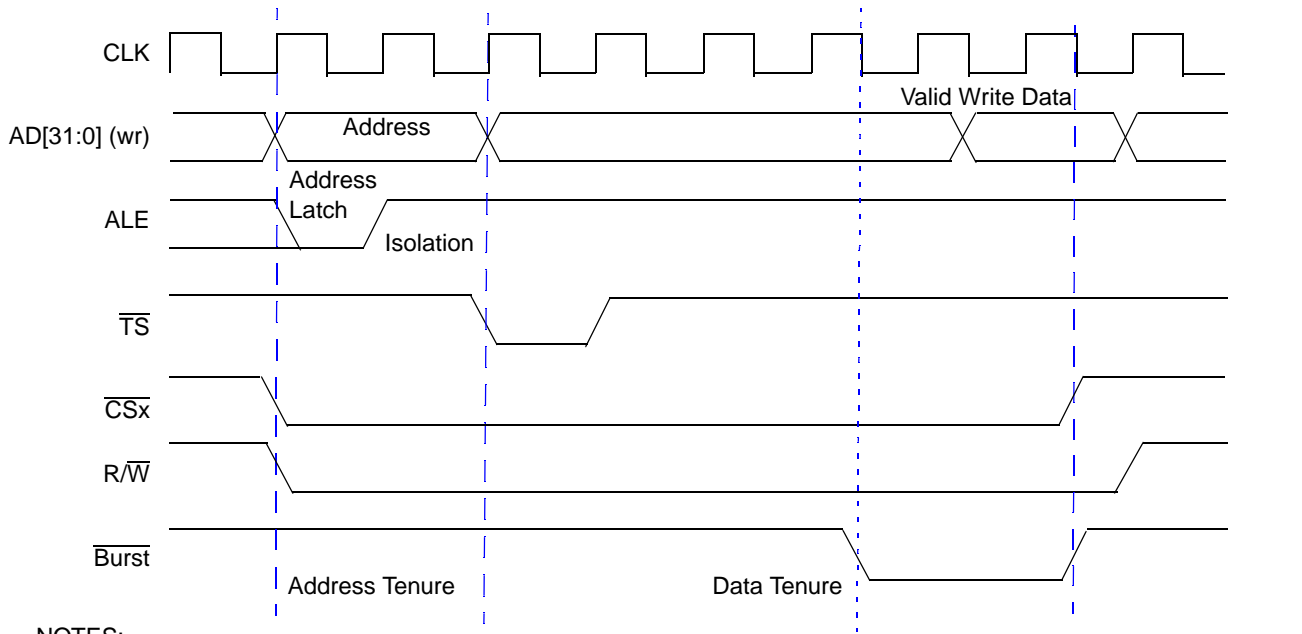 CLK
Valid Write Data
AD[31:0] (wr)
Address
Address
Latch
ALE
Isolation
TS
CSx
R/W
Burst
Address Tenure
Data Tenure
NOTES: